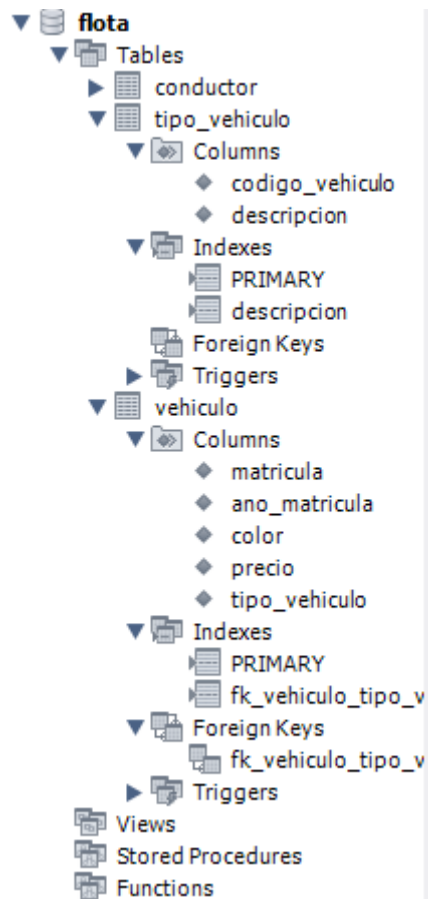 flota
Tables
conductor
tipo_vehiculo
Columns
codigo_vehiculo
descripcion
Indexes
PRIMARY
descripcion
Foreign Keys
Triggers
vehiculo
Columns
matricula
ano_matricula
color
precio
tipo_vehiculo
Indexes
PRIMARY
fk_vehiculo_tipo_v
Foreign Keys
fk_vehiculo_tipo_v
Triggers
Views
Stored Procedures
Functions